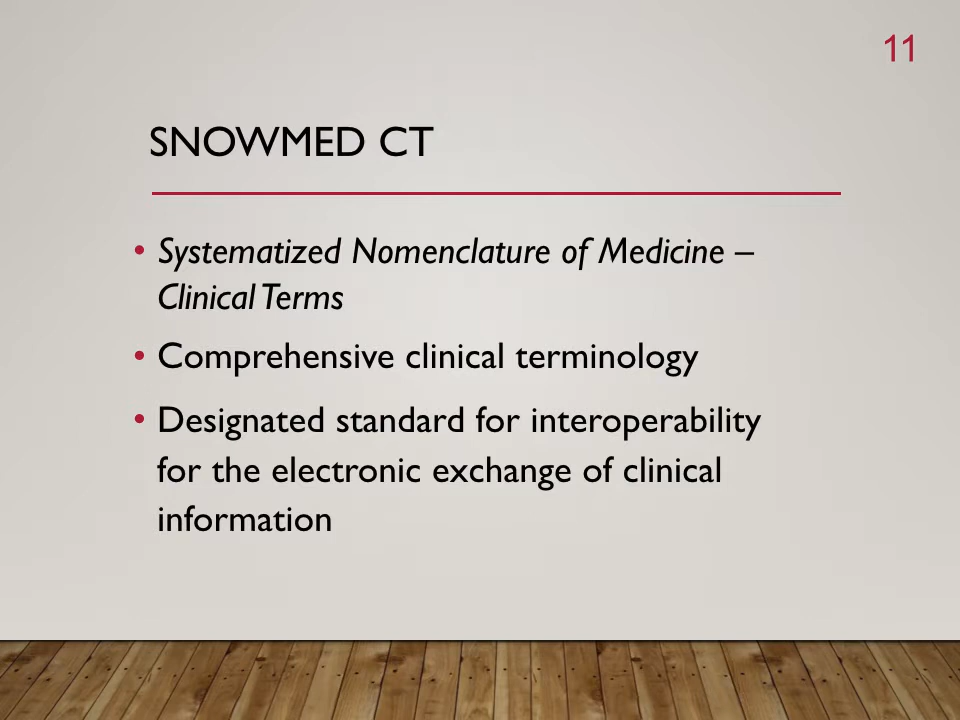 11
SNOWMED CT
• Systematized Nomenclature of Medicine –
Clinical Terms
• Comprehensive clinical terminology
• Designated standard for interoperability
for the electronic exchange of clinical
information